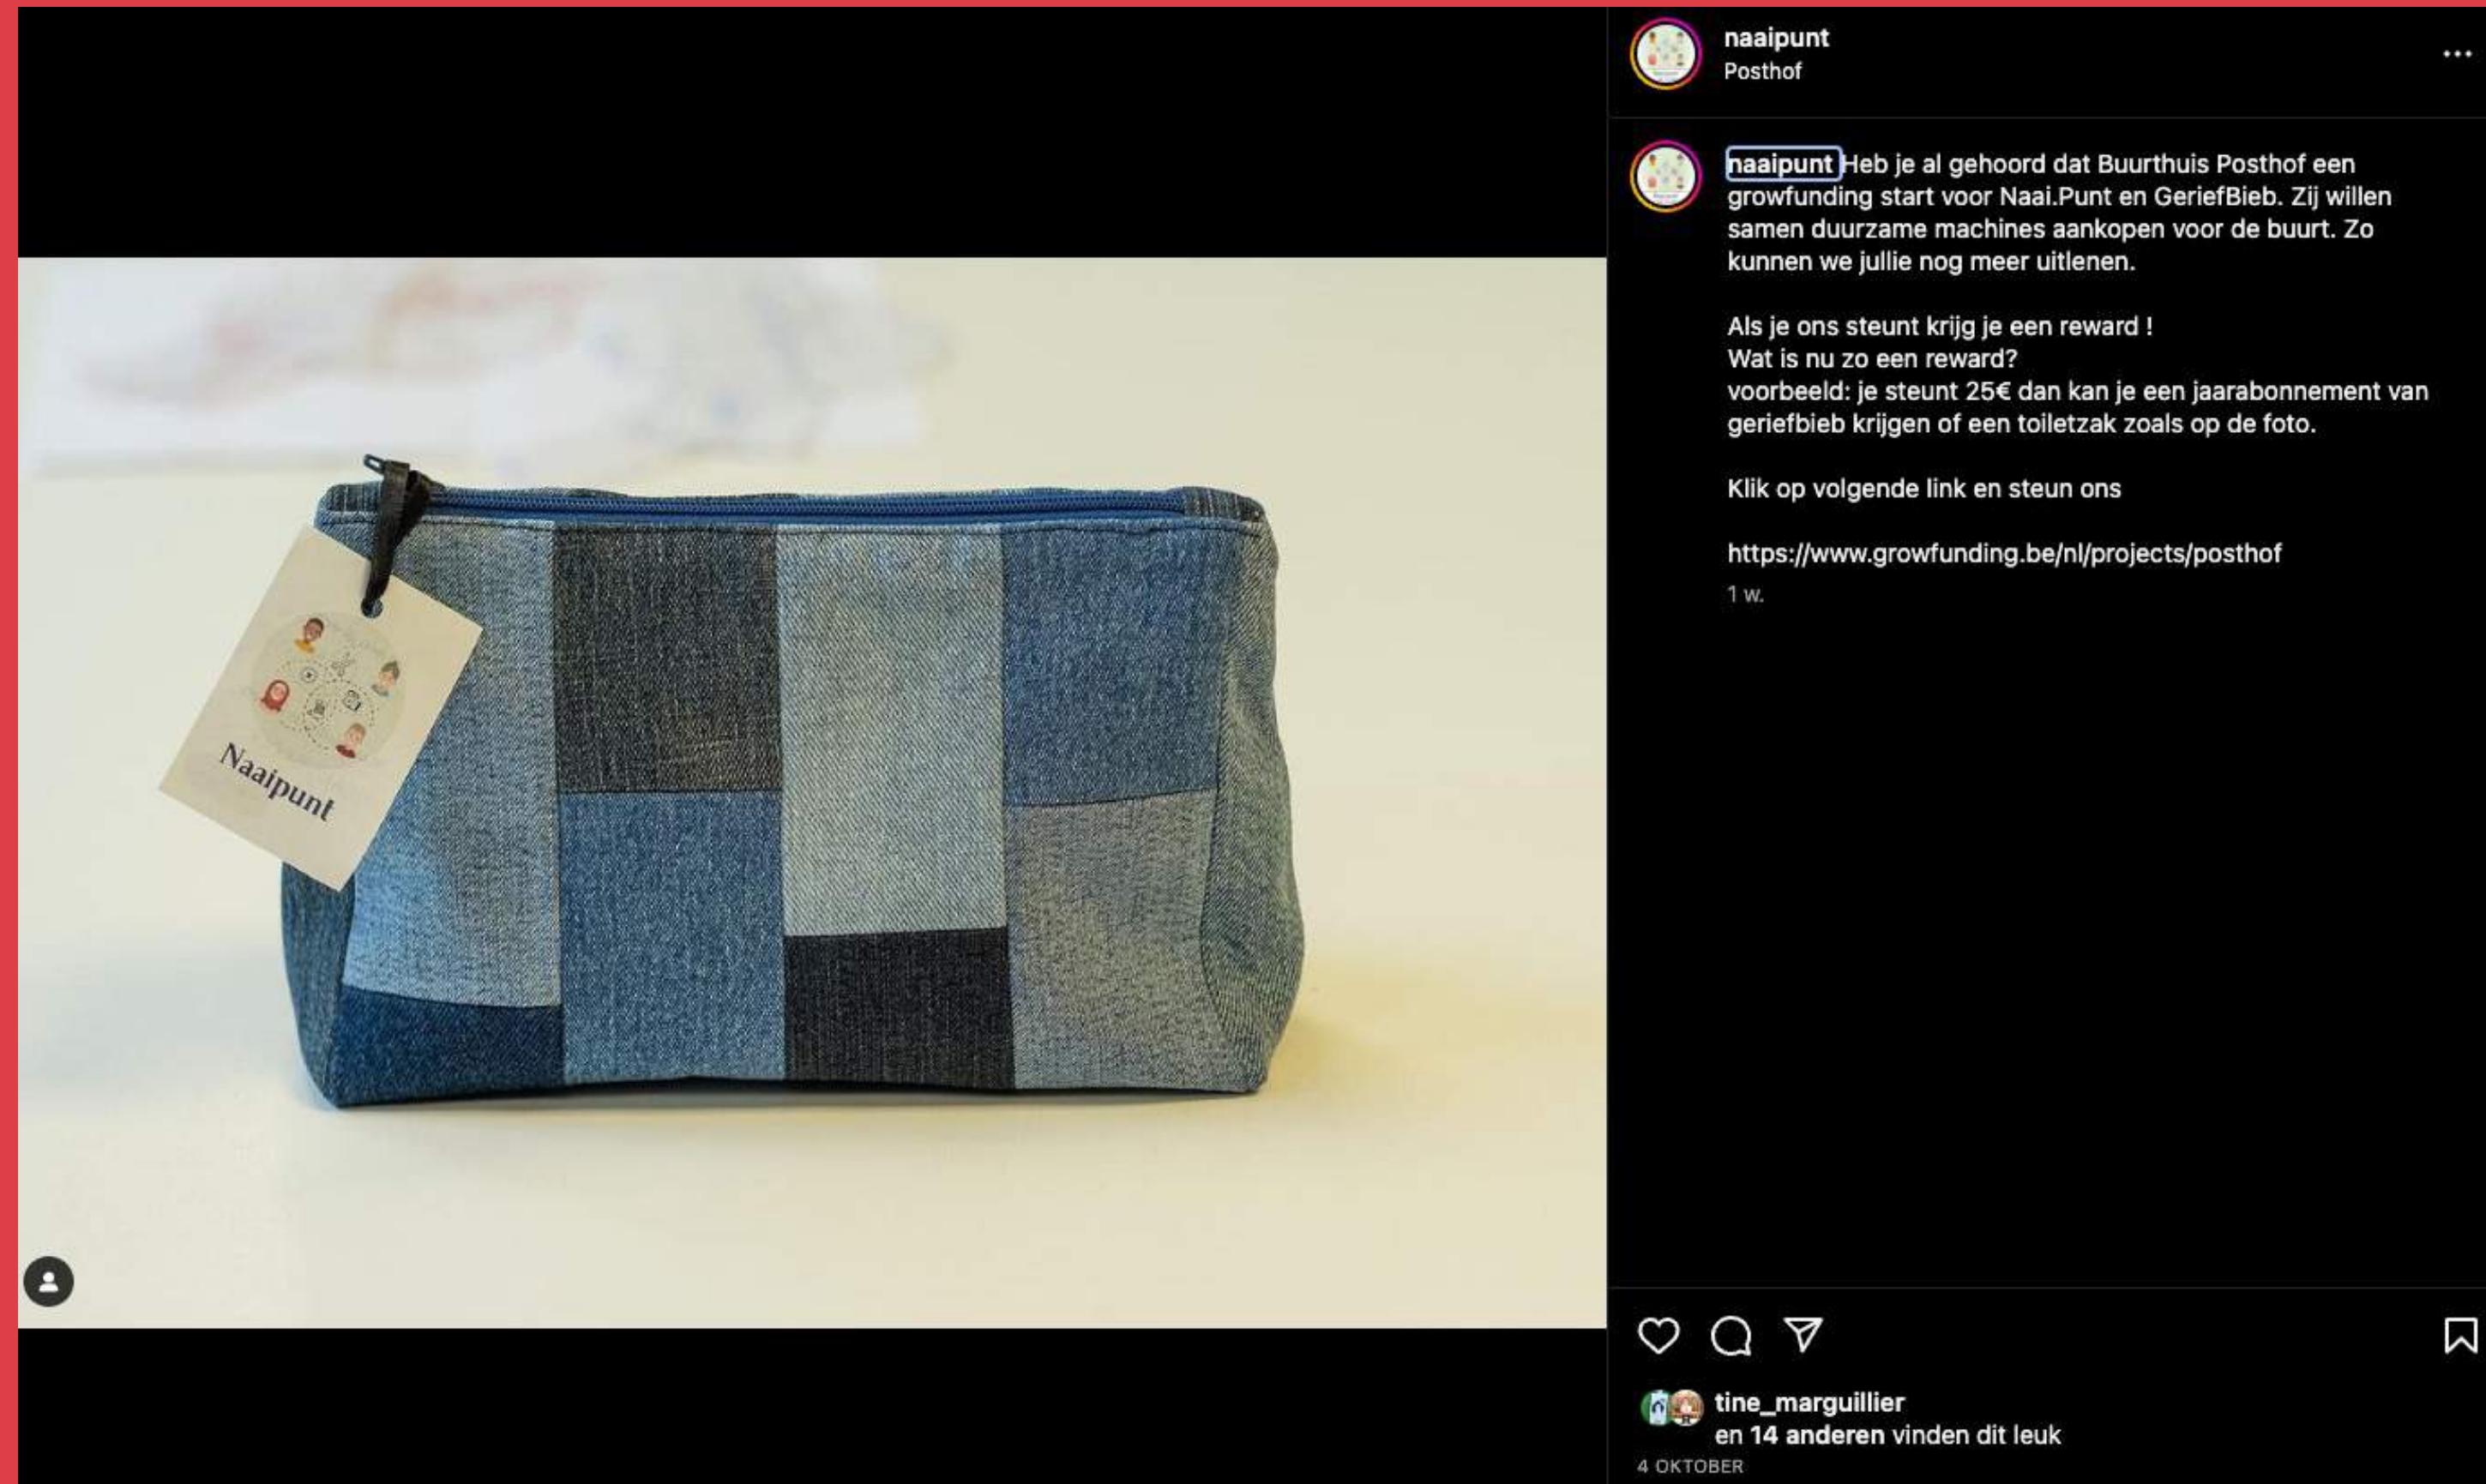 Naaipunt
naaipunt
Posthof
naaipunt Heb je al gehoord dat Buurthuis Posthof een
growfunding start voor Naai.Punt en GeriefBieb. Zij willen
samen duurzame machines aankopen voor de buurt. Zo
kunnen we jullie nog meer uitlenen.
Als je ons steunt krijg je een reward !
Wat is nu zo een reward?
voorbeeld: je steunt 25€ dan kan je een jaarabonnement van
geriefbieb krijgen of een toiletzak zoals op de foto.
Klik op volgende link en steun ons
https://www.growfunding.be/nl/projects/posthof
1 w.
tine_marguillier
en 14 anderen vinden dit leuk
4 OKTOBER